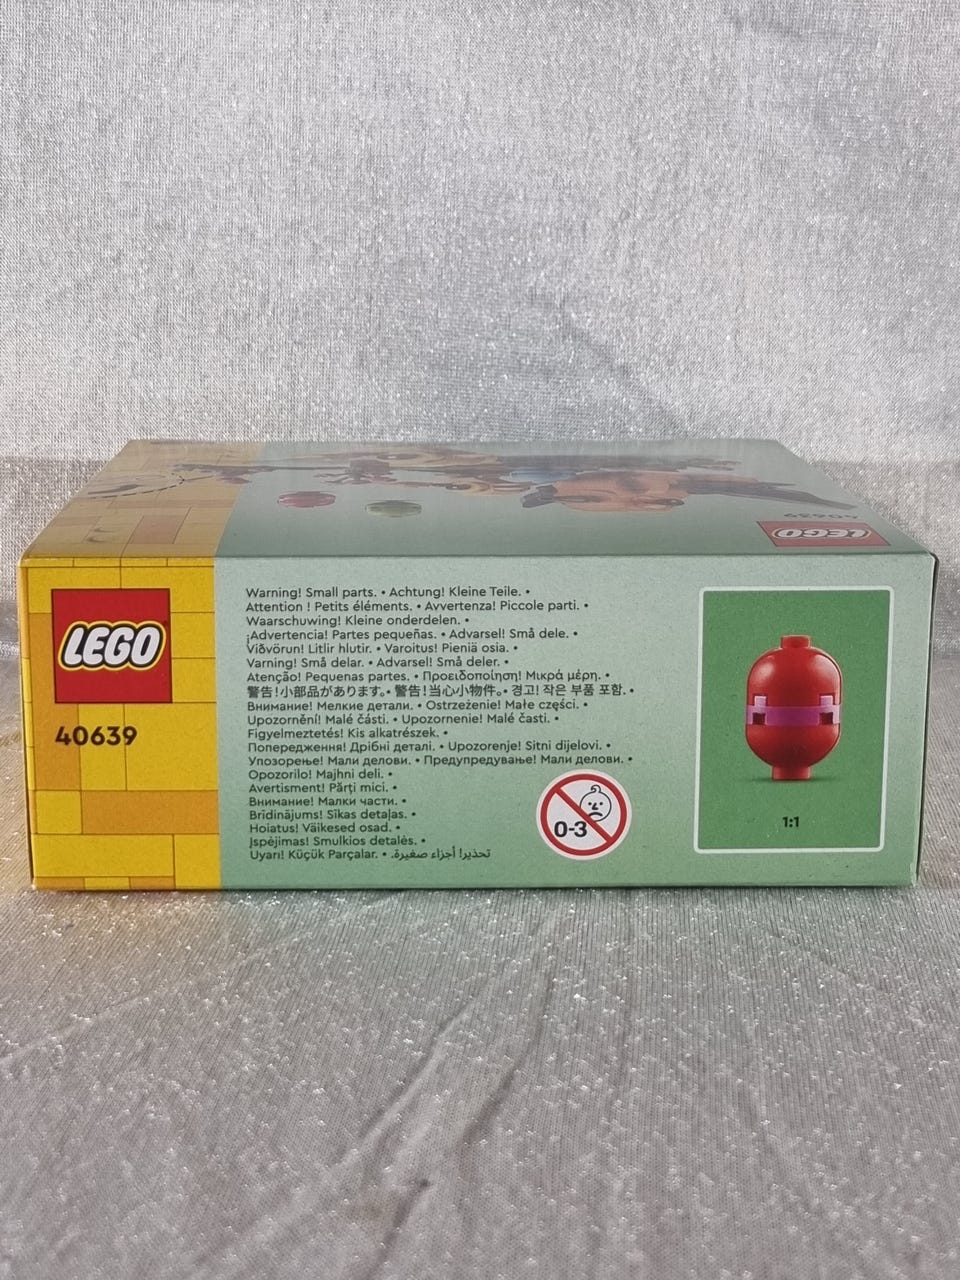 40639
LEGO
LEGO
40639
Warning! Small parts. • Achtung! Kleine Teile. •
Attention ! Petits éléments. • Avvertenza! Piccole parti. •
Waarschuwing! Kleine onderdelen. •
¡Advertencia! Partes pequeñas. • Advarsel! Små dele. •
Viðvörun! Litlir hlutir. • Varoitus! Pieniä osia. •
Varning! Små delar. • Advarsel! Små deler. •
Atenção! Pequenas partes. • Προειδοποίηση! Μικρά μέρη. •
警告!小部品があります。• 警告!当心小物件。• 경고! 작은 부품 포함. •
Внимание! Мелкие детали. • Ostrzeżenie! Małe części. •
Upozornění! Malé části. • Upozornenie! Malé časti. •
Figyelmeztetés! Kis alkatrészek. •
Попередження! Дрібні деталі. • Upozorenje! Sitni dijelovi. •
Упозорење! Мали делови. • Предупредување! Мали делови. •
Opozorilo! Majhni deli. •
Avertisment! Părți mici. •
Внимание! Малки части. •
Brīdinājums! Sīkas detaļas. •
Hoiatus! Väikesed osad. •
Įspėjimas! Smulkios detalės. •
Uyarı! Küçük Parçalar. • تحذير! أجزاء صغيرة.
0-3
1:1